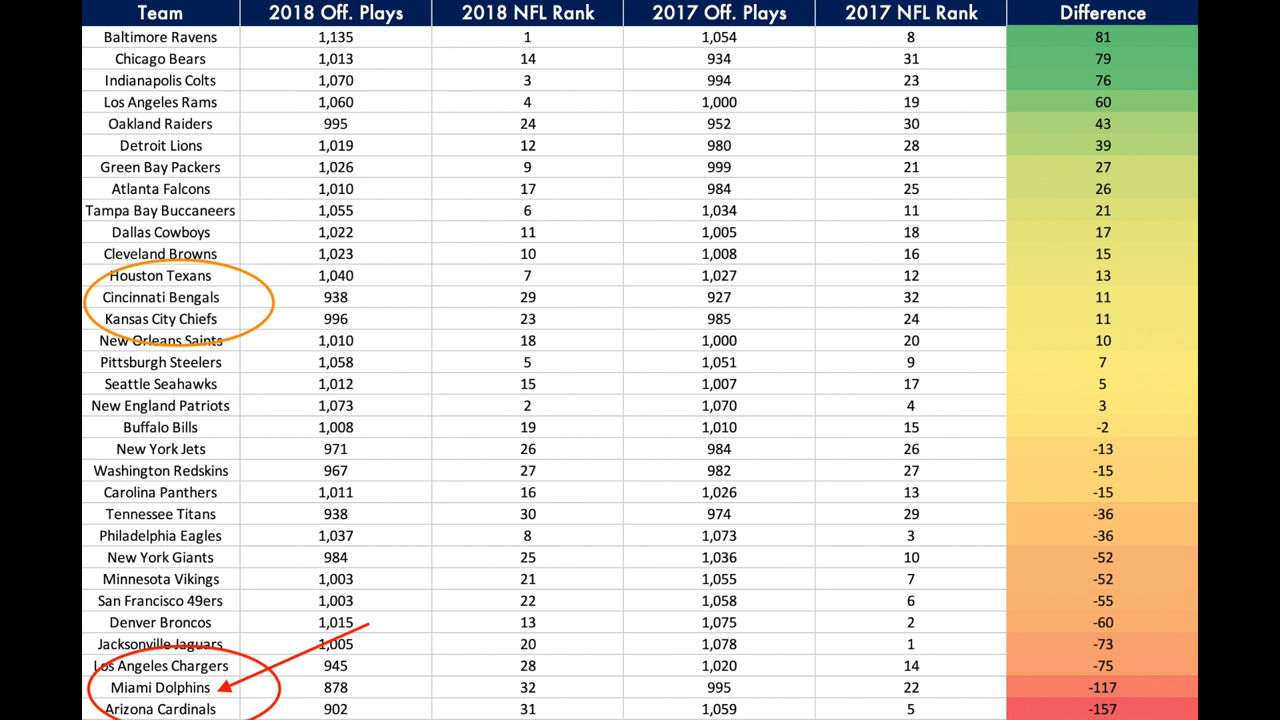 Team 2018 Off. Plays 2018 NFL Rank 2017 Off. Plays 2017 NFL Rank Difference
Baltimore Ravens 1,135 1 1,054 8 81
Chicago Bears 1,013 14 934 31 79
Indianapolis Colts 1,070 3 994 23 76
Los Angeles Rams 1,060 4 1,000 19 60
Oakland Raiders 995 24 952 30 43
Detroit Lions 1,019 12 980 28 39
Green Bay Packers 1,026 9 999 21 27
Atlanta Falcons 1,010 17 984 25 26
Tampa Bay Buccaneers 1,055 6 1,034 11 21
Dallas Cowboys 1,022 11 1,005 18 17
Cleveland Browns 1,023 10 1,008 16 15
Houston Texans 1,040 7 1,027 12 13
Cincinnati Bengals 938 29 927 32 11
Kansas City Chiefs 996 23 985 24 11
New Orleans Saints 1,010 18 1,000 20 10
Pittsburgh Steelers 1,058 5 1,051 9 7
Seattle Seahawks 1,012 15 1,007 17 5
New England Patriots 1,073 2 1,070 4 3
Buffalo Bills 1,008 19 1,010 15 -2
New York Jets 971 26 984 26 -13
Washington Redskins 967 27 982 27 -15
Carolina Panthers 1,011 16 1,026 13 -15
Tennessee Titans 938 30 974 29 -36
Philadelphia Eagles 1,037 8 1,073 3 -36
New York Giants 984 25 1,036 10 -52
Minnesota Vikings 1,003 21 1,055 7 -52
San Francisco 49ers 1,003 22 1,058 6 -55
Denver Broncos 1,015 13 1,075 2 -60
Jacksonville Jaguars 1,005 20 1,078 1 -73
Los Angeles Chargers 945 28 1,020 14 -75
Miami Dolphins 878 32 995 22 -117
Arizona Cardinals 902 31 1,059 5 -157